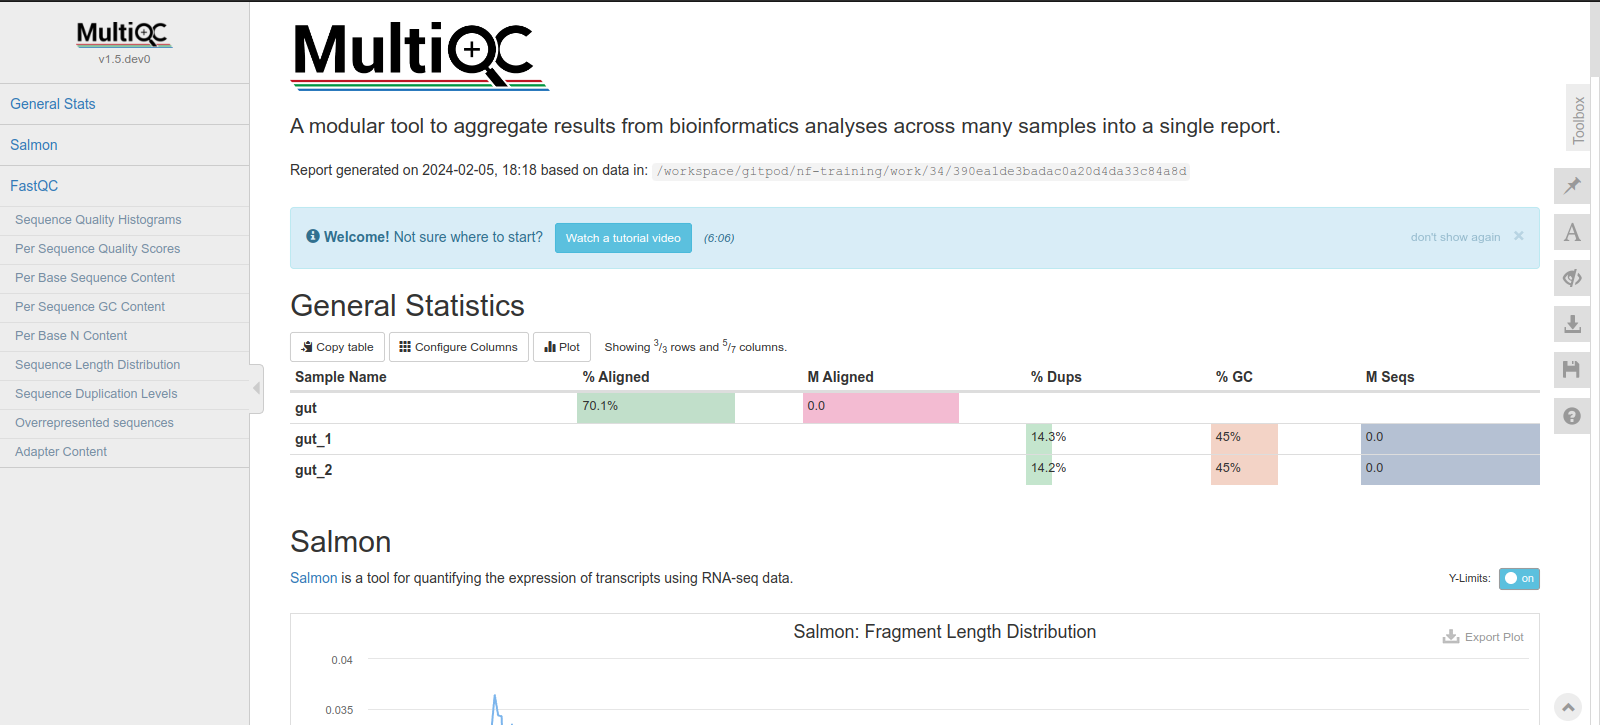 MultiQC
v1.5.dev0
General Stats
Salmon
FastQC
Sequence Quality Histograms
Per Sequence Quality Scores
Per Base Sequence Content
Per Sequence GC Content
Per Base N Content
Sequence Length Distribution
Sequence Duplication Levels
Overrepresented sequences
Adapter Content
MultiQC
A modular tool to aggregate results from bioinformatics analyses across many samples into a single report.
Report generated on 2024-02-05, 18:18 based on data in: /workspace/gitpod/nf-training/work/34/390ea1de3badac0a20d4da33c84a8d
Welcome! Not sure where to start? Watch a tutorial video (6:06) don't show again ×
General Statistics
Copy table Configure Columns Plot Showing 3/3 rows and 5/7 columns.
Sample Name % Aligned M Aligned % Dups % GC M Seqs
gut 70.1% 0.0
gut_1 14.3% 45% 0.0
gut_2 14.2% 45% 0.0
Salmon
Salmon is a tool for quantifying the expression of transcripts using RNA-seq data. Y-Limits: on
Salmon: Fragment Length Distribution
Export Plot
0.04
0.035
Toolbox
A